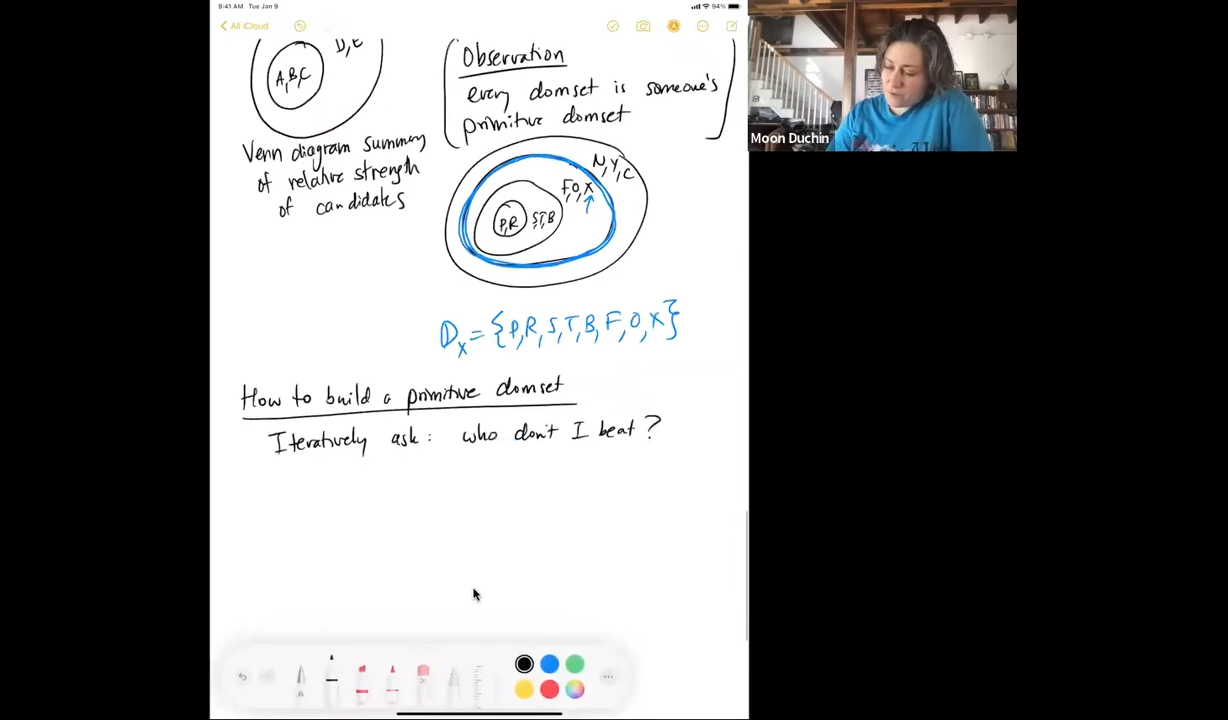 9:41 AM Tue Jan 9
94%
All iCloud
D, E
A, B, C
Venn diagram summary
of relative strength
of candidates
Observation
every domset is someone's
primitive domset
N, Y, C
F, O, X
P, R
S, T, B
D_X = {P, R, S, T, B, F, O, X}
How to build a primitive domset
Iteratively ask: who don't I beat?
A
Moon Duchin